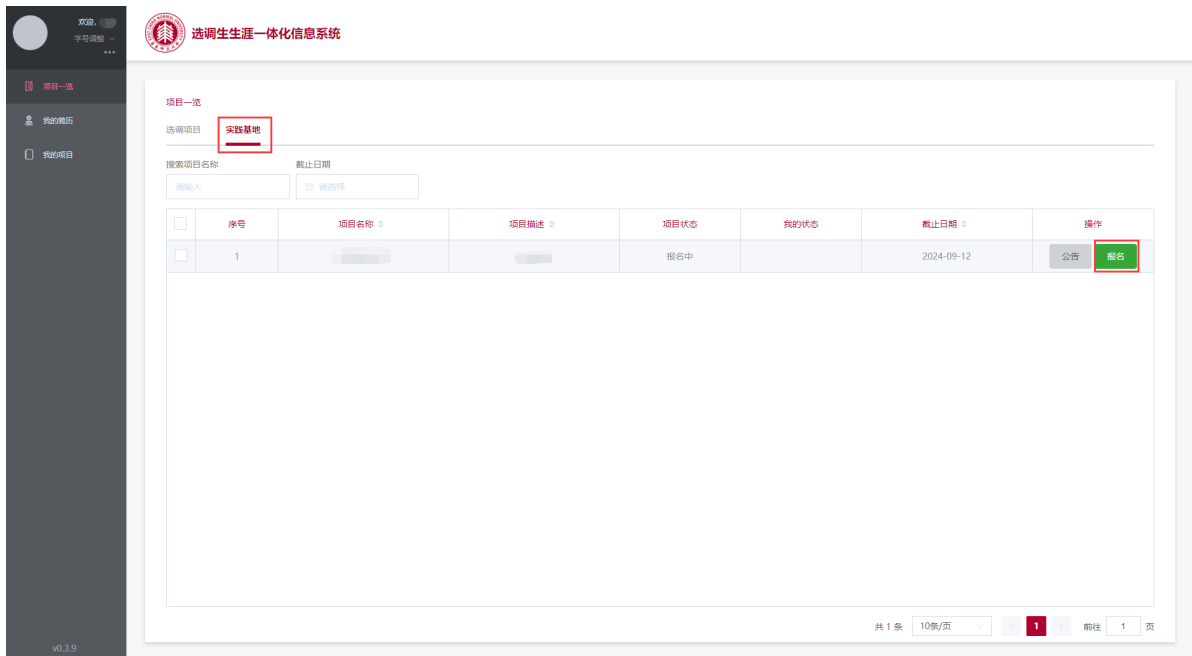 欢迎,
字号调整
选调生生涯一体化信息系统
项目一览
我的简历
我的项目
项目一览
选调项目 实践基地
搜索项目名称 截止日期
请输入 请选择
序号 项目名称 项目描述 项目状态 我的状态 截止日期 操作
1 报名中 2024-09-12 公告 报名
共 1 条 10条/页 1 前往 1 页
v0.3.9